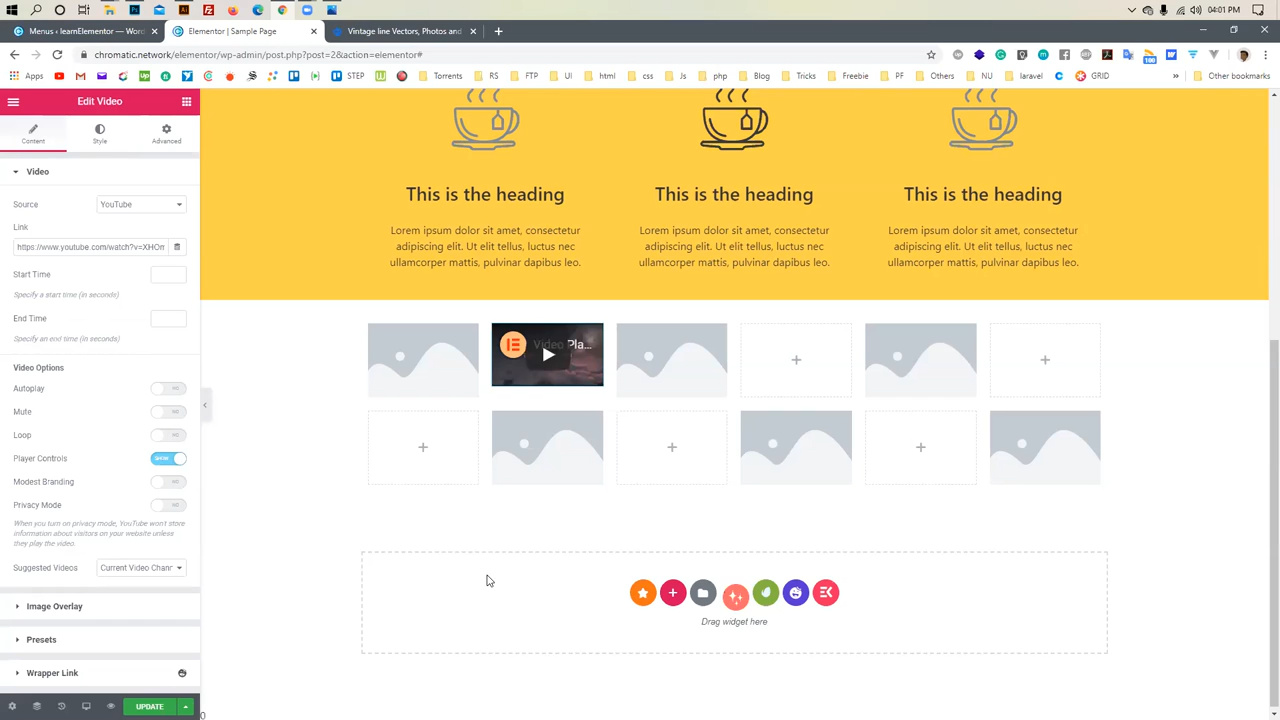 04:01 PM
Menus ‹ learnElementor — Wor
Elementor | Sample Page
Vintage line Vectors, Photos and
chromatic.network/elementor/wp-admin/post.php?post=2&action=elementor#
Apps
STEP
Torrents
RS
FTP
UI
html
css
Js
php
Blog
Tricks
Freebie
PF
Others
NU
laravel
GRID
Other bookmarks
Edit Video
Content
Style
Advanced
Video
Source
YouTube
Link
https://www.youtube.com/watch?v=XHOm
Start Time
Specify a start time (in seconds)
End Time
Specify an end time (in seconds)
Video Options
Autoplay
NO
Mute
NO
Loop
NO
Player Controls
SHOW
Modest Branding
NO
Privacy Mode
NO
When you turn on privacy mode, YouTube won't store
information about visitors on your website unless
they play the video.
Suggested Videos
Current Video Chann
Image Overlay
Presets
Wrapper Link
UPDATE
This is the heading
Lorem ipsum dolor sit amet, consectetur
adipiscing elit. Ut elit tellus, luctus nec
ullamcorper mattis, pulvinar dapibus leo.
This is the heading
Lorem ipsum dolor sit amet, consectetur
adipiscing elit. Ut elit tellus, luctus nec
ullamcorper mattis, pulvinar dapibus leo.
This is the heading
Lorem ipsum dolor sit amet, consectetur
adipiscing elit. Ut elit tellus, luctus nec
ullamcorper mattis, pulvinar dapibus leo.
Video Pla...
Drag widget here